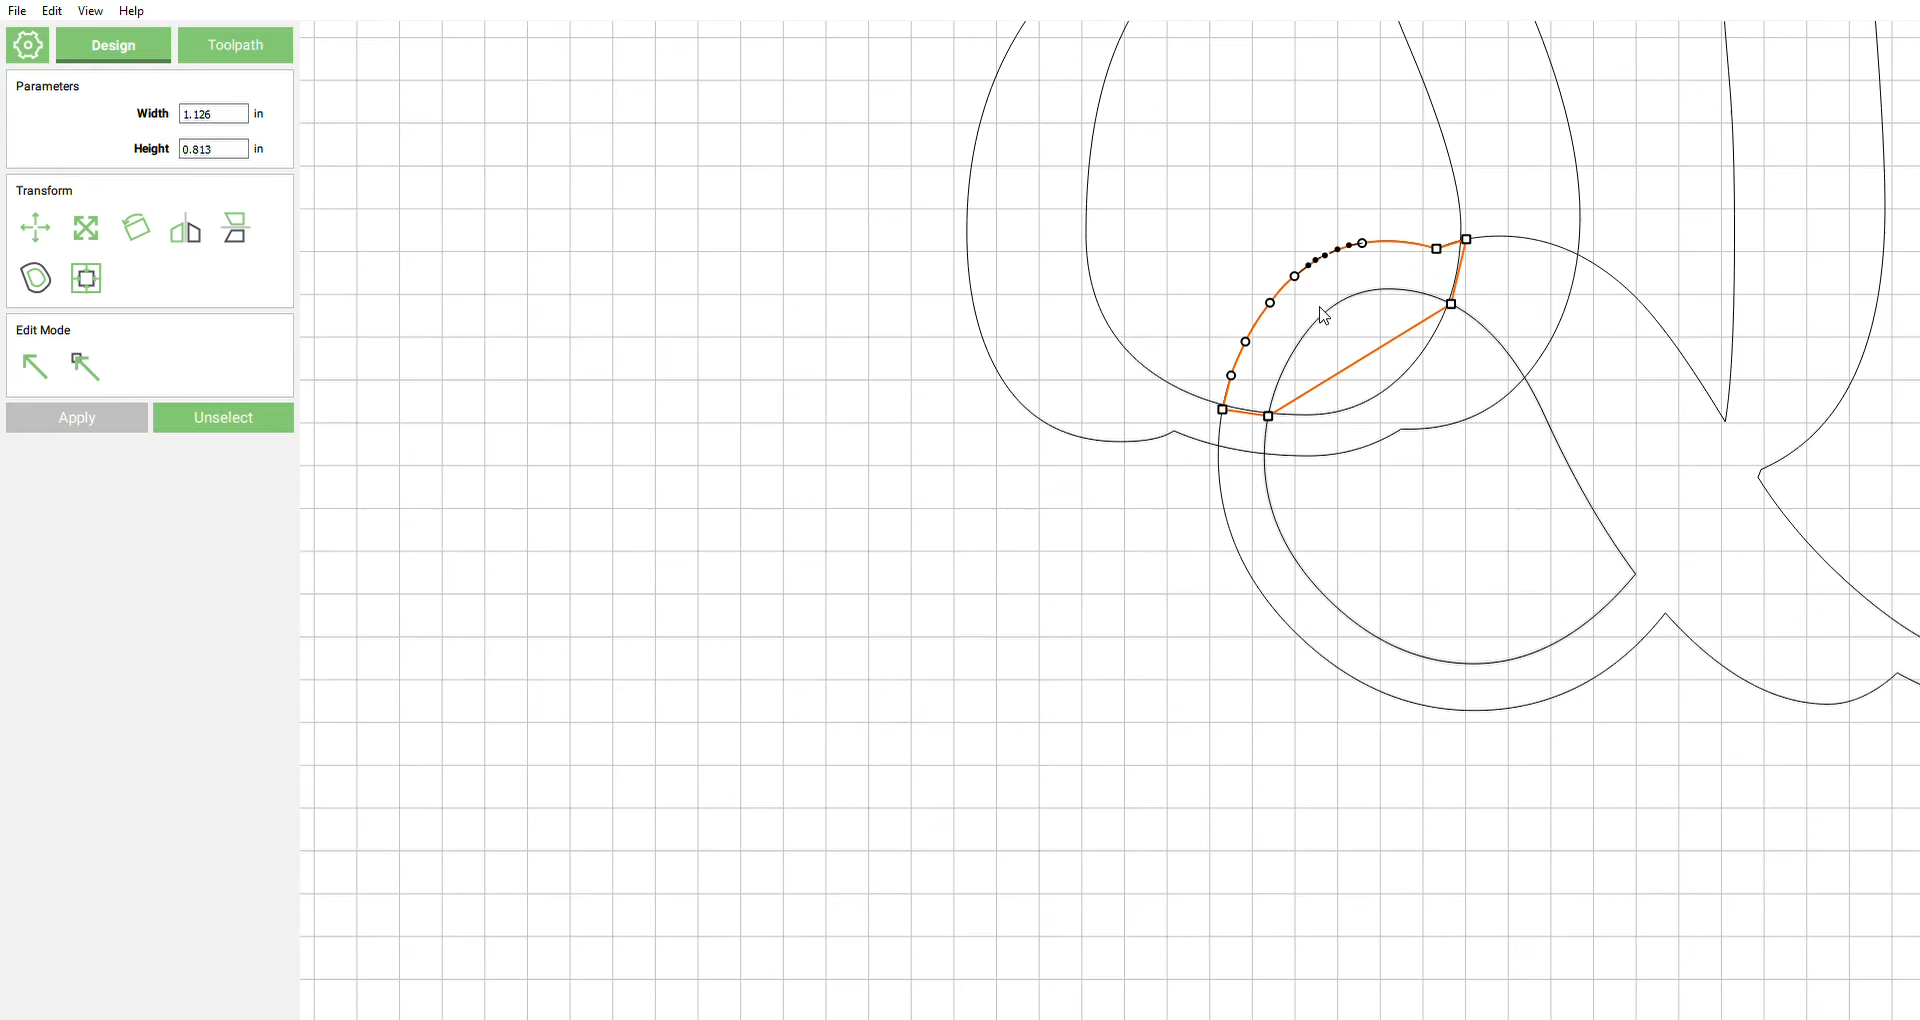 File Edit View Help
Design Toolpath
Parameters
Width 1.126 in
Height 0.813 in
Transform
Edit Mode
Apply Unselect